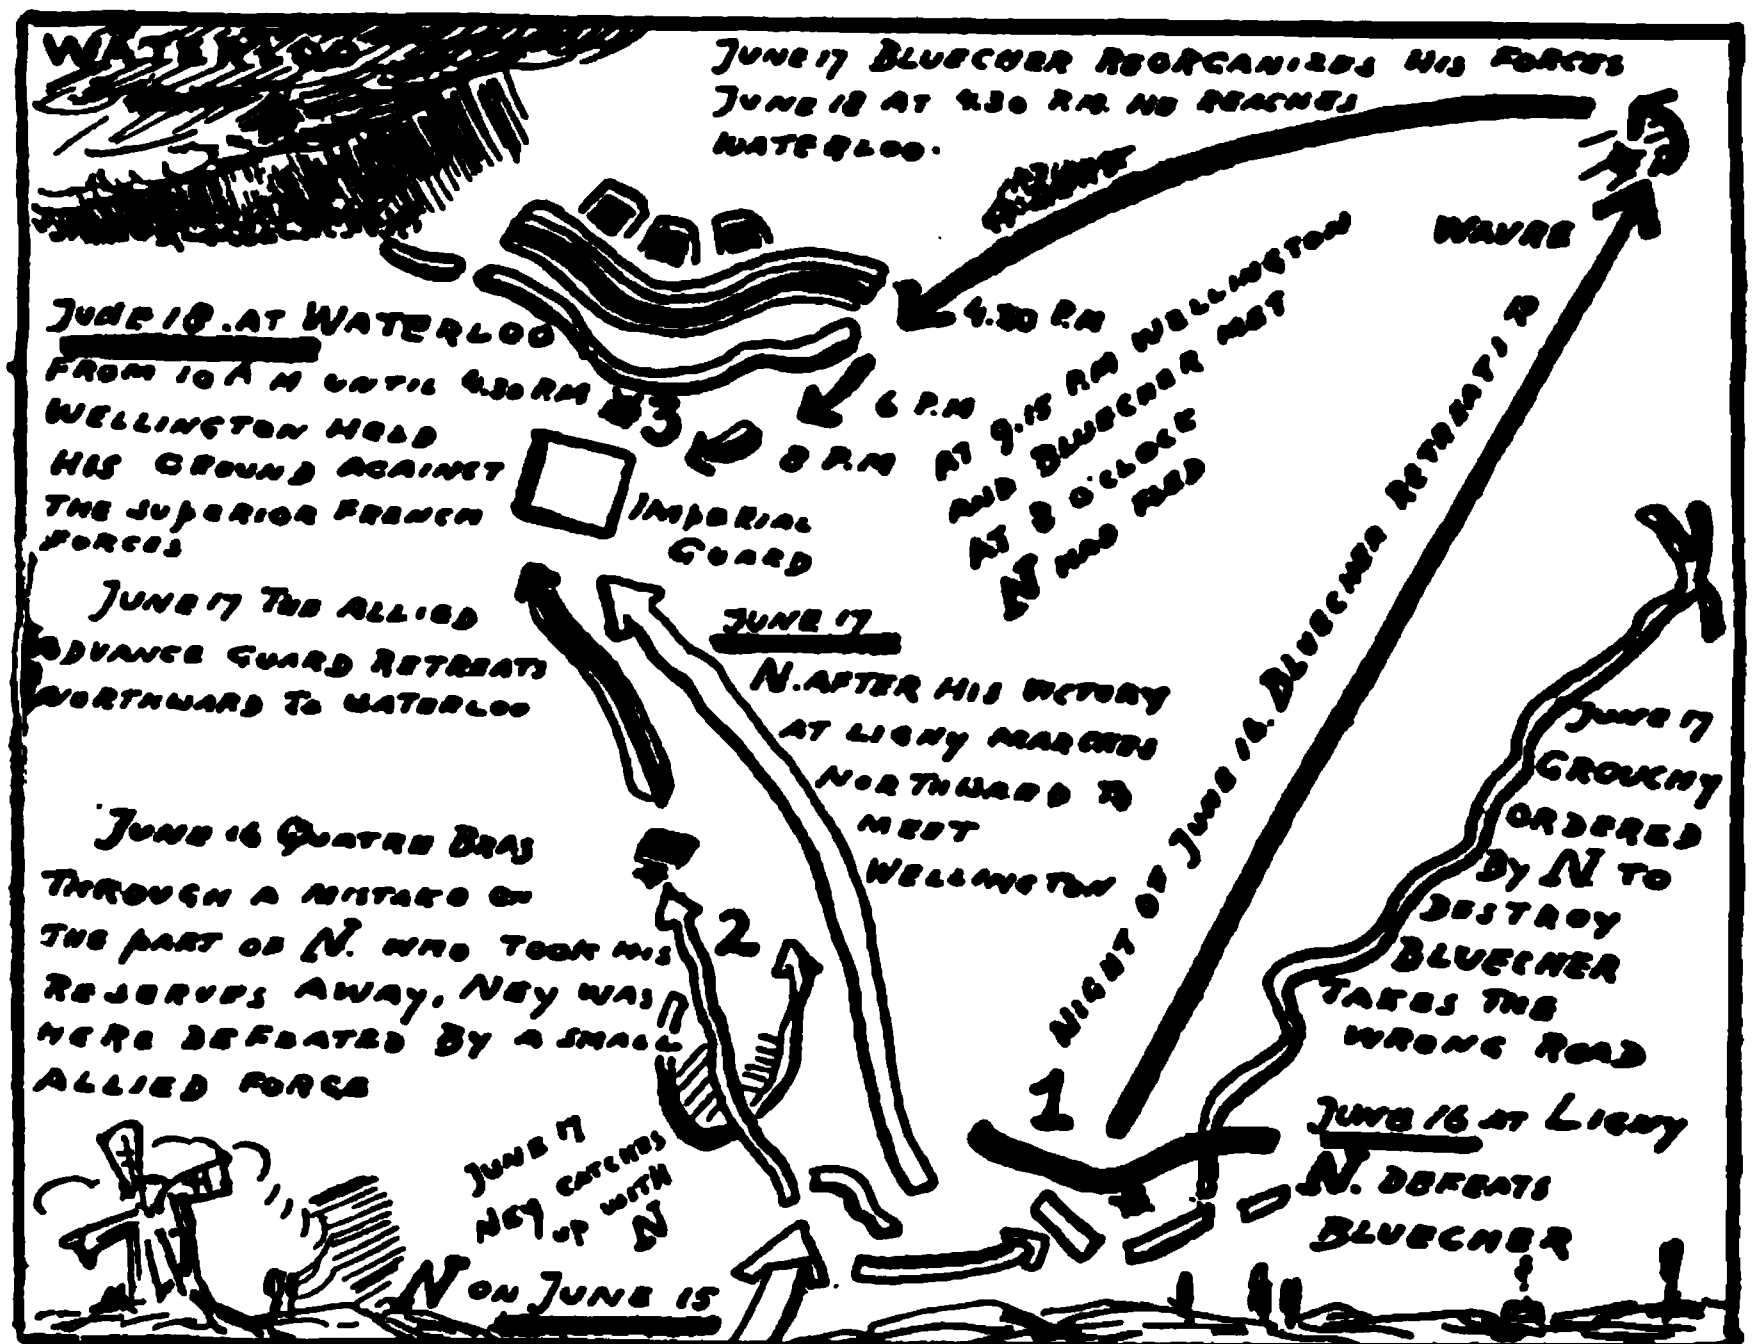 WATERLOO
JUNE 17 BLUECHER REORGANIZES HIS FORCES
JUNE 18 AT 4.30 P.M. HE REACHES
WATERLOO.
WAVRE
4.30 P.M
6 P.M
8 P.M
AT 9.15 P.M WELLINGTON
AND BLUECHER MET
AT 8 O'CLOCK
N HAD FLED
JUNE 18. AT WATERLOO
FROM 10 A M UNTIL 4.30 P M
WELLINGTON HELD
HIS GROUND AGAINST
THE SUPERIOR FRENCH
FORCES
3
IMPERIAL
GUARD
JUNE 17 THE ALLIED
ADVANCE GUARD RETREATS
NORTHWARD TO WATERLOO
JUNE 17
N. AFTER HIS VICTORY
AT LIGNY MARCHES
NORTHWARD TO
MEET
WELLINGTON
NIGHT OF JUNE 16. BLUECHER RETREATS
JUNE 17
GROUCHY
ORDERED
BY N TO
DESTROY
BLUECHER
TAKES THE
WRONG ROAD
JUNE 16 QUATRE BRAS
THROUGH A MISTAKE ON
THE PART OF N. WHO TOOK HIS
RESERVES AWAY, NEY WAS
HERE DEFEATED BY A SMALL
ALLIED FORCE
2
1
JUNE 16 AT LIGNY
N. DEFEATS
BLUECHER
JUNE 17
NEY CATCHES
UP WITH
N
N ON JUNE 15